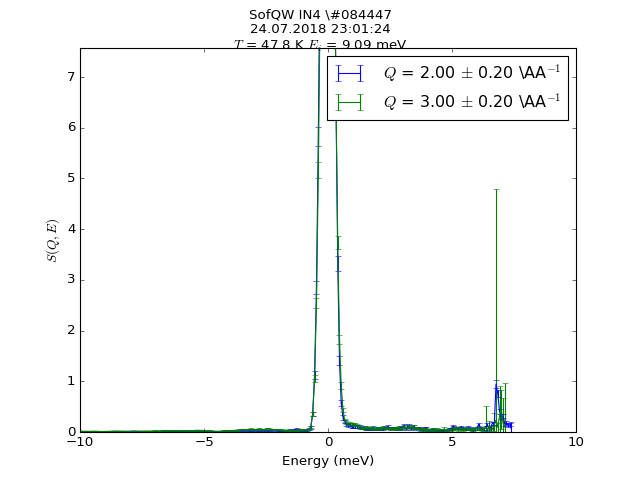 SofQW IN4 \#084447
24.07.2018 23:01:24
T = 47.8 K E_i = 9.09 meV
Q = 2.00 ± 0.20 \AA⁻¹
Q = 3.00 ± 0.20 \AA⁻¹
S(Q, E)
7
6
5
4
3
2
1
0
−10
−5
0
5
10
Energy (meV)